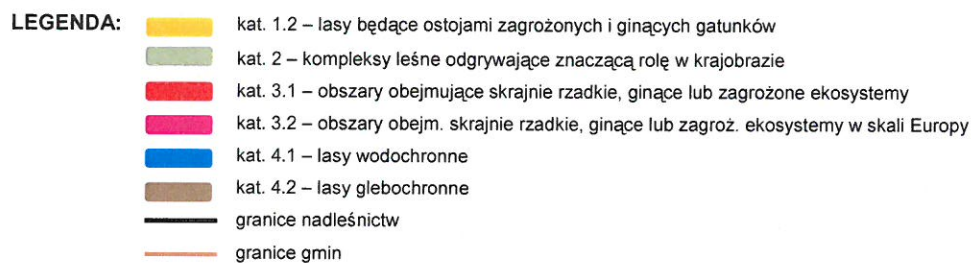 LEGENDA: kat. 1.2 – lasy będące ostojami zagrożonych i ginących gatunków
kat. 2 – kompleksy leśne odgrywające znaczącą rolę w krajobrazie
kat. 3.1 – obszary obejmujące skrajnie rzadkie, ginące lub zagrożone ekosystemy
kat. 3.2 – obszary obejm. skrajnie rzadkie, ginące lub zagroż. ekosystemy w skali Europy
kat. 4.1 – lasy wodochronne
kat. 4.2 – lasy glebochronne
granice nadleśnictw
granice gmin